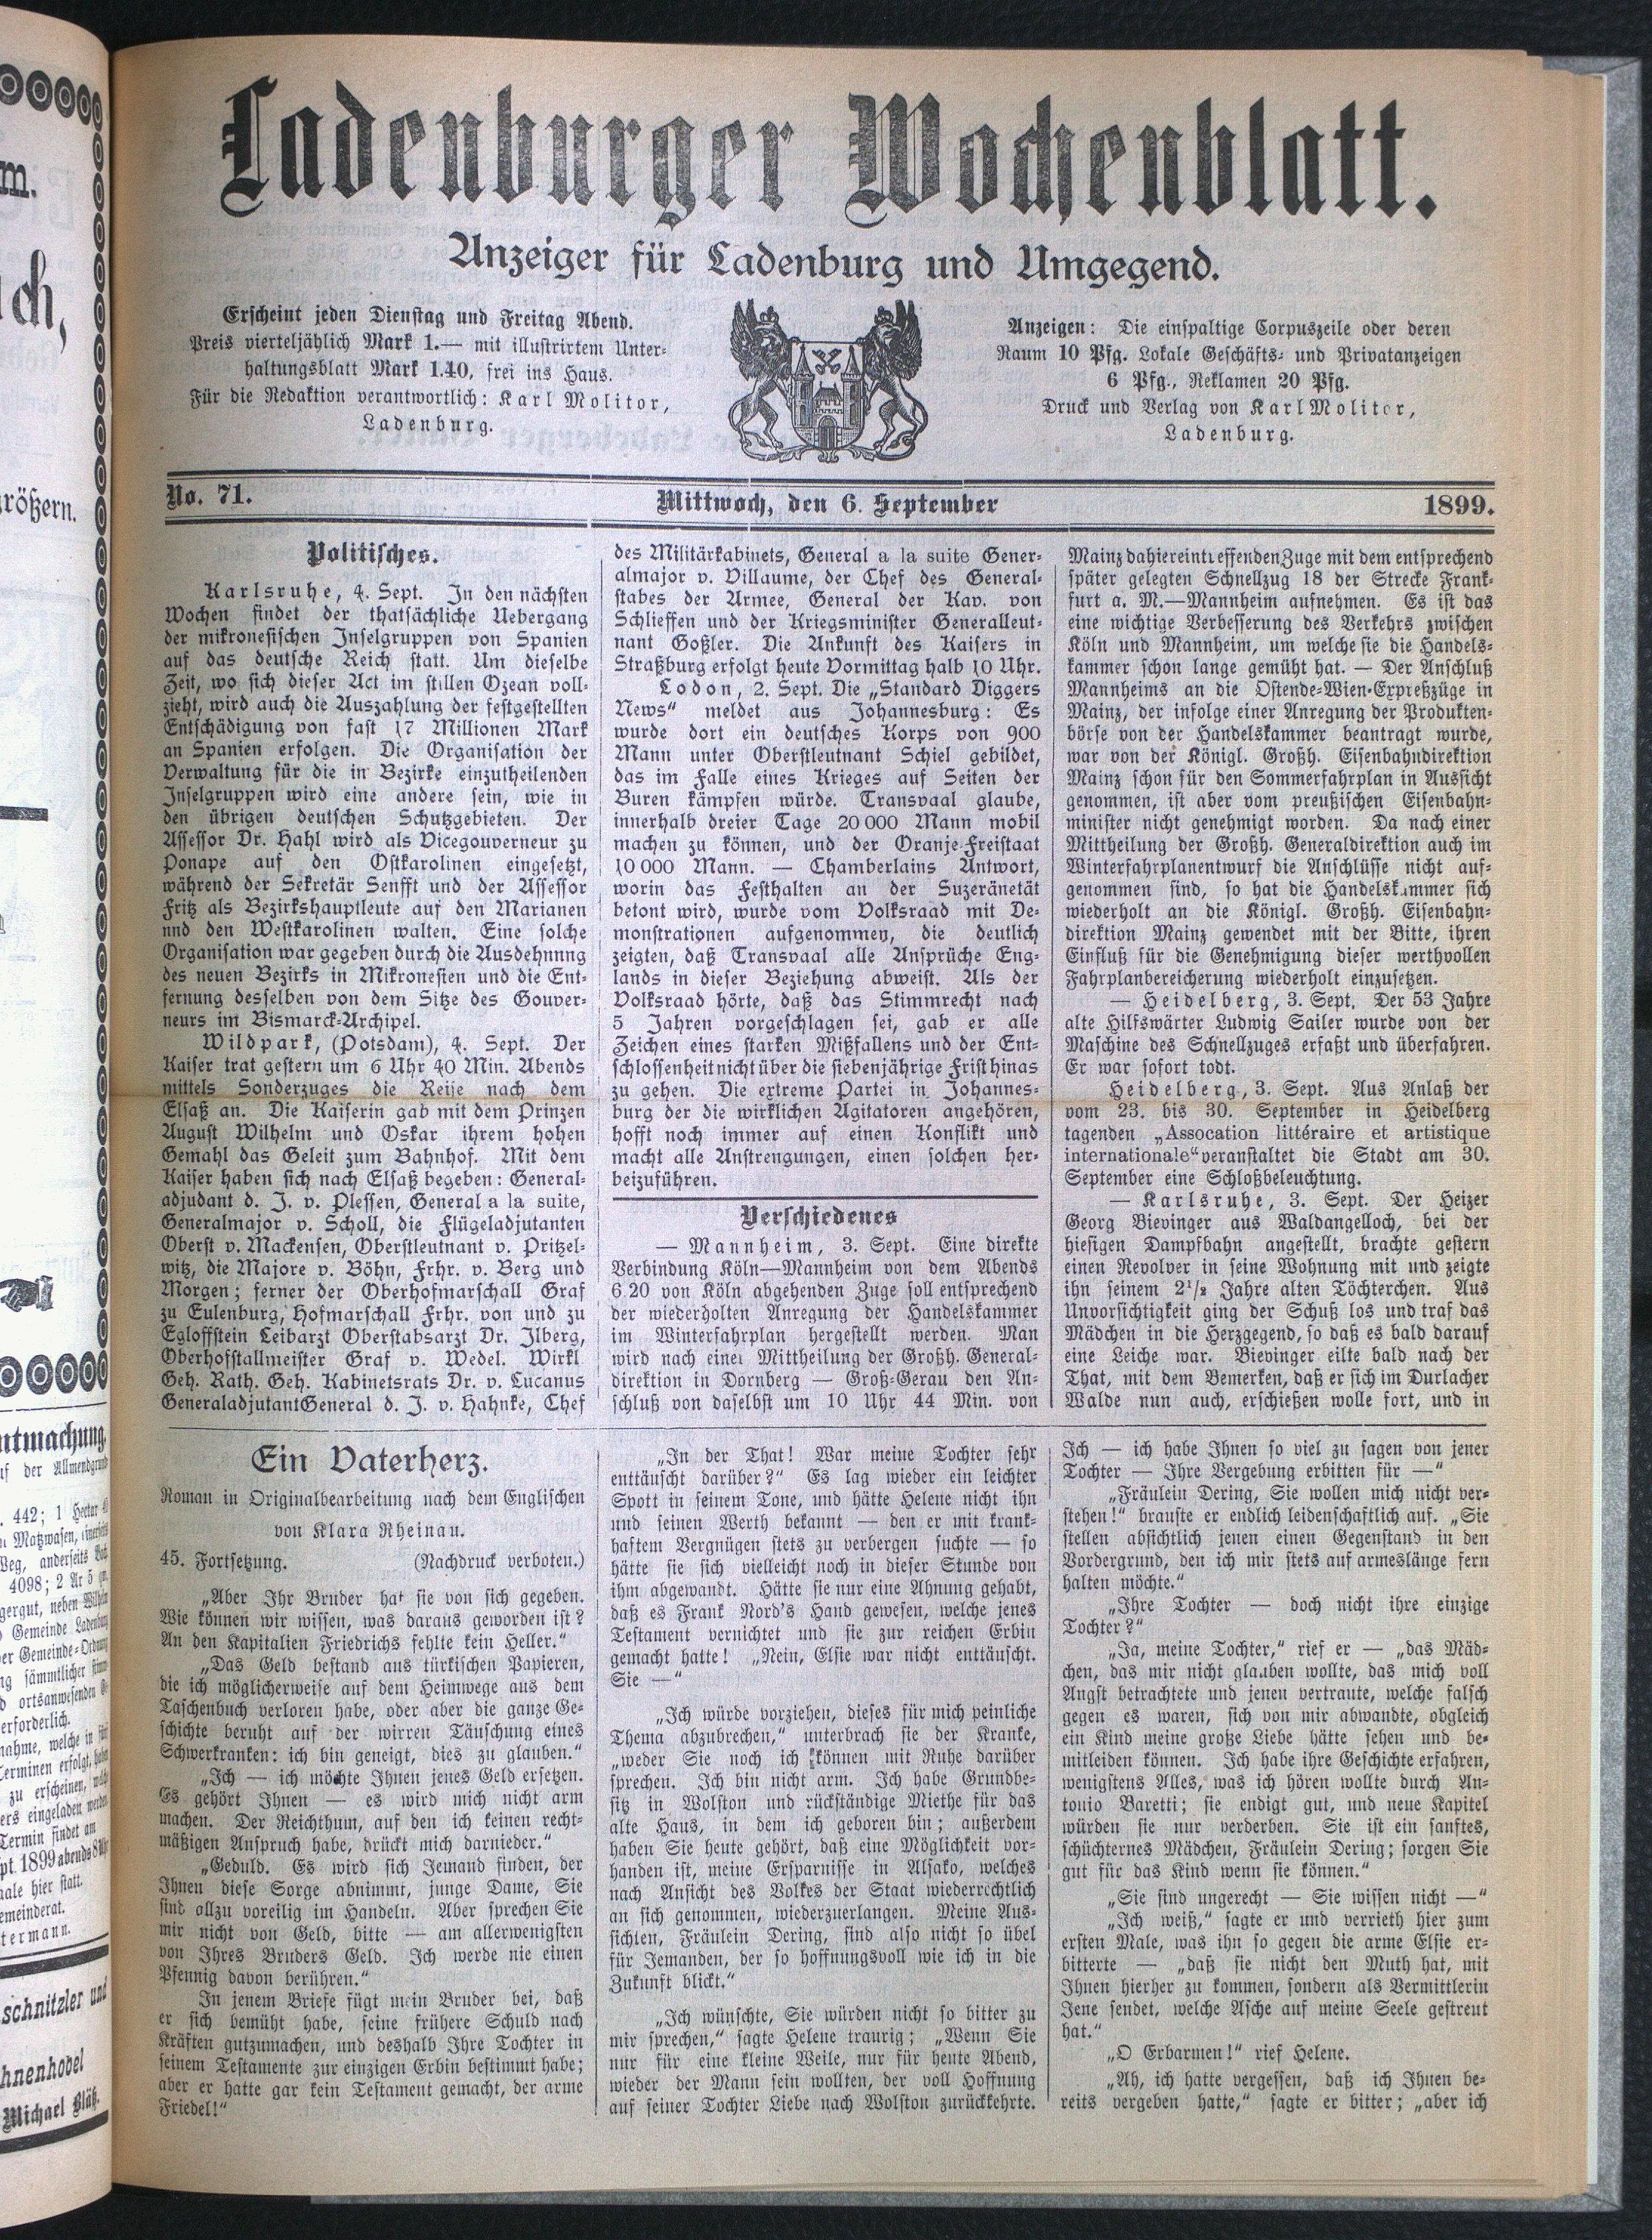 Ladenburger Wochenblatt.
Anzeiger für Ladenburg und Umgegend.
Erscheint jeden Dienstag und Freitag Abend.
Preis vierteljählich Mark 1.— mit illustrirtem Unter-
haltungsblatt Mark 1.40, frei ins Haus.
Für die Redaktion verantwortlich: Karl Molitor,
Ladenburg.
Anzeigen: Die einspaltige Corpuszeile oder deren
Raum 10 Pfg. Lokale Geschäfts- und Privatanzeigen
6 Pfg., Reklamen 20 Pfg.
Druck und Verlag von Karl Molitor,
Ladenburg.
No. 71.
Mittwoch, den 6. September
1899.
Politisches.
Karlsruhe, 4. Sept. In den nächsten
Wochen findet der thatsächliche Uebergang
der mikronesischen Inselgruppen von Spanien
auf das deutsche Reich statt. Um dieselbe
Zeit, wo sich dieser Act im stillen Ozean voll-
zieht, wird auch die Auszahlung der festgestellten
Entschädigung von fast 17 Millionen Mark
an Spanien erfolgen. Die Organisation der
Verwaltung für die in Bezirke einzutheilenden
Inselgruppen wird eine andere sein, wie in
den übrigen deutschen Schutzgebieten. Der
Assessor Dr. Hahl wird als Vicegouverneur zu
Ponape auf den Ostkarolinen eingesetzt,
während der Sekretär Senfft und der Assessor
Fritz als Bezirkshauptleute auf den Marianen
nnd den Westkarolinen walten. Eine solche
Organisation war gegeben durch die Ausdehnnng
des neuen Bezirks in Mikronesien und die Ent-
fernung desselben von dem Sitze des Gouver-
neurs im Bismarck-Archipel.
Wildpark, (Potsdam), 4. Sept. Der
Kaiser trat gestern um 6 Uhr 40 Min. Abends
mittels Sonderzuges die Reise nach dem
Elsaß an. Die Kaiserin gab mit dem Prinzen
August Wilhelm und Oskar ihrem hohen
Gemahl das Geleit zum Bahnhof. Mit dem
Kaiser haben sich nach Elsaß begeben: General-
adjudant d. J. v. Plessen, General a la suite,
Generalmajor v. Scholl, die Flügeladjutanten
Oberst v. Mackensen, Oberstleutnant v. Pritzel-
witz, die Majore v. Böhn, Frhr. v. Berg und
Morgen; ferner der Oberhofmarschall Graf
zu Eulenburg, Hofmarschall Frhr. von und zu
Egloffstein Leibarzt Oberstabsarzt Dr. Ilberg,
Oberhofstallmeister Graf v. Wedel. Wirkl
Geh. Rath. Geh. Kabinetsrats Dr. v. Lucanus
GeneraladjutantGeneral d. J. v. Hahnke, Chef
des Militärkabinets, General a la suite Gener-
almajor v. Villaume, der Chef des General-
stabes der Armee, General der Kav. von
Schlieffen und der Kriegsminister Generalleut-
nant Goßler. Die Ankunft des Kaisers in
Straßburg erfolgt heute Vormittag halb 10 Uhr.
Lodon, 2. Sept. Die „Standard Diggers
News“ meldet aus Johannesburg: Es
wurde dort ein deutsches Korps von 900
Mann unter Oberstleutnant Schiel gebildet,
das im Falle eines Krieges auf Seiten der
Buren kämpfen würde. Transvaal glaube,
innerhalb dreier Tage 20 000 Mann mobil
machen zu können, und der Oranje-Freistaat
10 000 Mann. — Chamberlains Antwort,
worin das Festhalten an der Suzeränetät
betont wird, wurde vom Volksraad mit De-
monstrationen aufgenommen, die deutlich
zeigten, daß Transvaal alle Ansprüche Eng-
lands in dieser Beziehung abweist. Als der
Volksraad hörte, daß das Stimmrecht nach
5 Jahren vorgeschlagen sei, gab er alle
Zeichen eines starken Mißfallens und der Ent-
schlossenheit nicht über die siebenjährige Frist hinas
zu gehen. Die extreme Partei in Johannes-
burg der die wirklichen Agitatoren angehören,
hofft noch immer auf einen Konflikt und
macht alle Anstrengungen, einen solchen her-
beizuführen.
Verschiedenes
— Mannheim, 3. Sept. Eine direkte
Verbindung Köln—Mannheim von dem Abends
6.20 von Köln abgehenden Zuge soll entsprechend
der wiederholten Anregung der Handelskammer
im Winterfahrplan hergestellt werden. Man
wird nach einer Mittheilung der Großh. General-
direktion in Dornberg — Groß-Gerau den An-
schluß von daselbst um 10 Uhr 44 Min. von
Mainz dahier eintreffenden Zuge mit dem entsprechend
später gelegten Schnellzug 18 der Strecke Frank-
furt a. M.—Mannheim aufnehmen. Es ist das
eine wichtige Verbesserung des Verkehrs zwischen
Köln und Mannheim, um welche sie die Handels-
kammer schon lange gemüht hat. — Der Anschluß
Mannheims an die Ostende-Wien-Expreßzüge in
Mainz, der infolge einer Anregung der Produkten-
börse von der Handelskammer beantragt wurde,
war von der Königl. Großh. Eisenbahndirektion
Mainz schon für den Sommerfahrplan in Aussicht
genommen, ist aber vom preußischen Eisenbahn-
minister nicht genehmigt worden. Da nach einer
Mittheilung der Großh. Generaldirektion auch im
Winterfahrplanentwurf die Anschlüsse nicht auf-
genommen sind, so hat die Handelskammer sich
wiederholt an die Königl. Großh. Eisenbahn-
direktion Mainz gewendet mit der Bitte, ihren
Einfluß für die Genehmigung dieser werthvollen
Fahrplanbereicherung wiederholt einzusetzen.
— Heidelberg, 3. Sept. Der 53 Jahre
alte Hilfswärter Ludwig Sailer wurde von der
Maschine des Schnellzuges erfaßt und überfahren.
Er war sofort todt.
Heidelberg, 3. Sept. Aus Anlaß der
vom 23. bis 30. September in Heidelberg
tagenden „Assocation littéraire et artistique
internationale“ veranstaltet die Stadt am 30.
September eine Schloßbeleuchtung.
— Karlsruhe, 3. Sept. Der Heizer
Georg Bievinger aus Waldangelloch, bei der
hiesigen Dampfbahn angestellt, brachte gestern
einen Revolver in seine Wohnung mit und zeigte
ihn seinem 2½ Jahre alten Töchterchen. Aus
Unvorsichtigkeit ging der Schuß los und traf das
Mädchen in die Herzgegend, so daß es bald darauf
eine Leiche war. Bievinger eilte bald nach der
That, mit dem Bemerken, daß er sich im Durlacher
Walde nun auch, erschießen wolle fort, und in
Ein Vaterherz.
Roman in Originalbearbeitung nach dem Englischen
von Klara Rheinau.
45. Fortsetzung. (Nachdruck verboten.)
„Aber Ihr Bruder hat sie von sich gegeben.
Wie können wir wissen, was daraus geworden ist?
An den Kapitalien Friedrichs fehlte kein Heller.“
„Das Geld bestand aus türkischen Papieren,
die ich möglicherweise auf dem Heimwege aus dem
Taschenbuch verloren habe, oder aber die ganze Ge-
schichte beruht auf der wirren Täuschung eines
Schwerkranken: ich bin geneigt, dies zu glauben.“
„Ich — ich möchte Ihnen jenes Geld ersetzen.
Es gehört Ihnen — es wird mich nicht arm
machen. Der Reichthum, auf den ich keinen recht-
mäßigen Anspruch habe, drückt mich darnieder.“
„Geduld. Es wird sich Jemand finden, der
Ihnen diese Sorge abnimmt, junge Dame, Sie
sind allzu voreilig im Handeln. Aber sprechen Sie
mir nicht von Geld, bitte — am allerwenigsten
von Ihres Bruders Geld. Ich werde nie einen
Pfennig davon berühren.“
In jenem Briefe fügt mein Bruder bei, daß
er sich bemüht habe, seine frühere Schuld nach
Kräften gutzumachen, und deshalb Ihre Tochter in
seinem Testamente zur einzigen Erbin bestimmt habe;
aber er hatte gar kein Testament gemacht, der arme
Friedel!“
„In der That! War meine Tochter sehr
enttäuscht darüber?“ Es lag wieder ein leichter
Spott in seinem Tone, und hätte Helene nicht ihn
und seinen Werth bekannt — den er mit krank-
haftem Vergnügen stets zu verbergen suchte — so
hätte sie sich vielleicht noch in dieser Stunde von
ihm abgewandt. Hätte sie nur eine Ahnung gehabt,
daß es Frank Nord's Hand gewesen, welche jenes
Testament vernichtet und sie zur reichen Erbin
gemacht hatte! „Nein, Elsie war nicht enttäuscht.
Sie —“
„Ich würde vorziehen, dieses für mich peinliche
Thema abzubrechen,“ unterbrach sie der Kranke,
„weder Sie noch ich können mit Ruhe darüber
sprechen. Ich bin nicht arm. Ich habe Grundbe-
sitz in Wolston und rückständige Miethe für das
alte Haus, in dem ich geboren bin; außerdem
haben Sie heute gehört, daß eine Möglichkeit vor-
handen ist, meine Ersparnisse in Alsako, welches
nach Ansicht des Volkes der Staat wiederrechtlich
an sich genommen, wiederzuerlangen. Meine Aus-
sichten, Fräulein Dering, sind also nicht so übel
für Jemanden, der so hoffnungsvoll wie ich in die
Zukunft blickt.“
„Ich wünschte, Sie würden nicht so bitter zu
mir sprechen,“ sagte Helene traurig; „Wenn Sie
nur für eine kleine Weile, nur für heute Abend,
wieder der Mann sein wollten, der voll Hoffnung
auf seiner Tochter Liebe nach Wolston zurückkehrte.
Ich — ich habe Ihnen so viel zu sagen von jener
Tochter — Ihre Vergebung erbitten für —“
„Fräulein Dering, Sie wollen mich nicht ver-
stehen!“ brauste er endlich leidenschaftlich auf. „Sie
stellen absichtlich jenen einen Gegenstand in den
Vordergrund, den ich mir stets auf armeslänge fern
halten möchte.“
„Ihre Tochter — doch nicht ihre einzige
Tochter?“
„Ja, meine Tochter,“ rief er — „das Mäd-
chen, das mir nicht glauben wollte, das mich voll
Angst betrachtete und jenen vertraute, welche falsch
gegen es waren, sich von mir abwandte, obgleich
ein Kind meine große Liebe hätte sehen und be-
mitleiden können. Ich habe ihre Geschichte erfahren,
wenigstens Alles, was ich hören wollte durch An-
tonio Baretti; sie endigt gut, und neue Kapitel
würden sie nur verderben. Sie ist ein sanftes,
schüchternes Mädchen, Fräulein Dering; sorgen Sie
gut für das Kind wenn sie können.“
„Sie sind ungerecht — Sie wissen nicht —“
„Ich weiß,“ sagte er und verrieth hier zum
ersten Male, was ihn so gegen die arme Elsie er-
bitterte — „daß sie nicht den Muth hat, mit
Ihnen hierher zu kommen, sondern als Vermittlerin
Jene sendet, welche Asche auf meine Seele gestreut
hat.“
„O Erbarmen!“ rief Helene.
„Ah, ich hatte vergessen, daß ich Ihnen be-
reits vergeben hatte,“ sagte er bitter; „aber ich